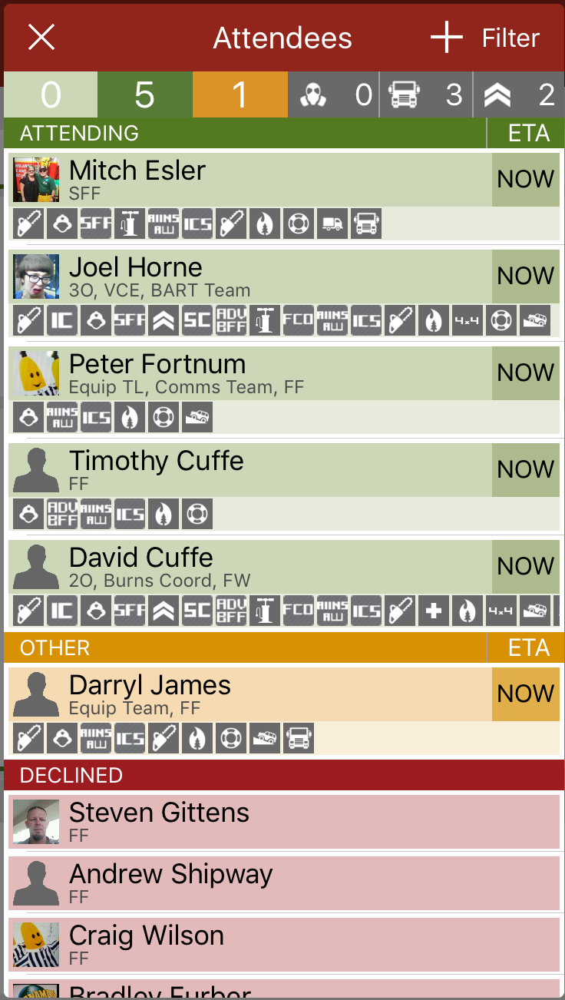 Attendees
Filter
0 5 1 0 3 2
ATTENDING ETA
Mitch Esler NOW
SFF
SFF AIINS AW ICS
Joel Horne NOW
3O, VCE, BART Team
IC SFF SC ADV BFF FCO AIINS AW ICS 4x4
Peter Fortnum NOW
Equip TL, Comms Team, FF
AIINS AW ICS
Timothy Cuffe NOW
FF
ADV BFF AIINS AW ICS
David Cuffe NOW
2O, Burns Coord, FW
IC SFF SC ADV BFF FCO AIINS AW ICS 4x4
OTHER ETA
Darryl James NOW
Equip Team, FF
AIINS AW ICS
DECLINED
Steven Gittens
FF
Andrew Shipway
FF
Craig Wilson
FF
Bradley Furber